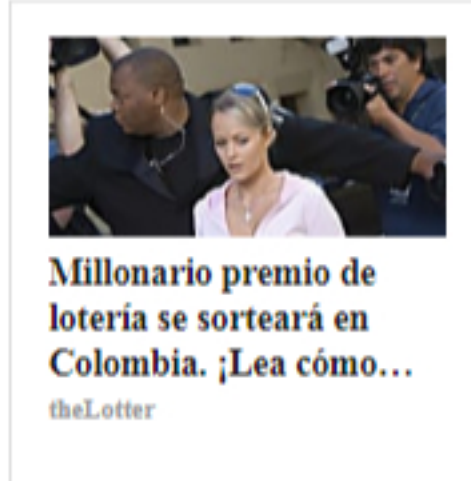 Millonario premio de
lotería se sorteará en
Colombia. ¡Lea cómo...
theLotter